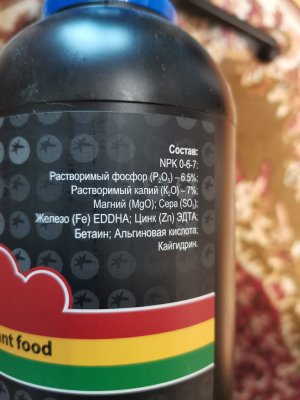 Состав:
NPK 0-6-7:
Растворимый фосфор (P₂O₅) – 6.5%;
Растворимый калий (K₂O) – 7%;
Магний (MgO); Сера (SO₃);
Железо (Fe) EDDHA; Цинк (Zn) ЭДТА;
Бетаин; Альгиновая кислота;
Кайгидрин.
ant food